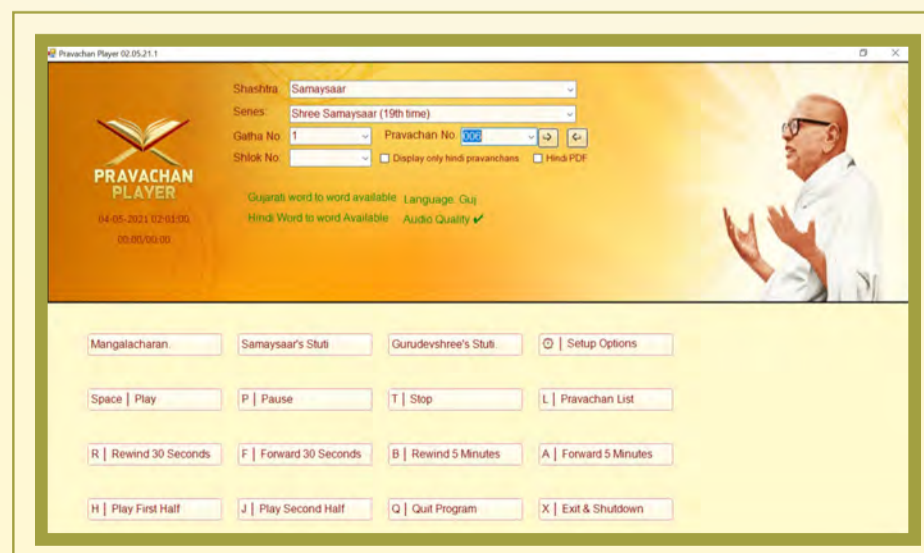 Pravachan Player 02.05.21.1
Shashtra Samaysaar
Series: Shree Samaysaar (19th time)
Gatha No 1 Pravachan No. 006
Shlok No: Display only hindi pravanchans Hindi PDF
PRAVACHAN
PLAYER
Gujarati word to word available Language: Guj
04-05-2021 02:01:00 Hindi Word to word Available Audio Quality ✔
00:00/00:00
Mangalacharan Samaysaar's Stuti Gurudevshree's Stuti Setup Options
Space | Play P | Pause T | Stop L | Pravachan List
R | Rewind 30 Seconds F | Forward 30 Seconds B | Rewind 5 Minutes A | Forward 5 Minutes
H | Play First Half J | Play Second Half Q | Quit Program X | Exit & Shutdown